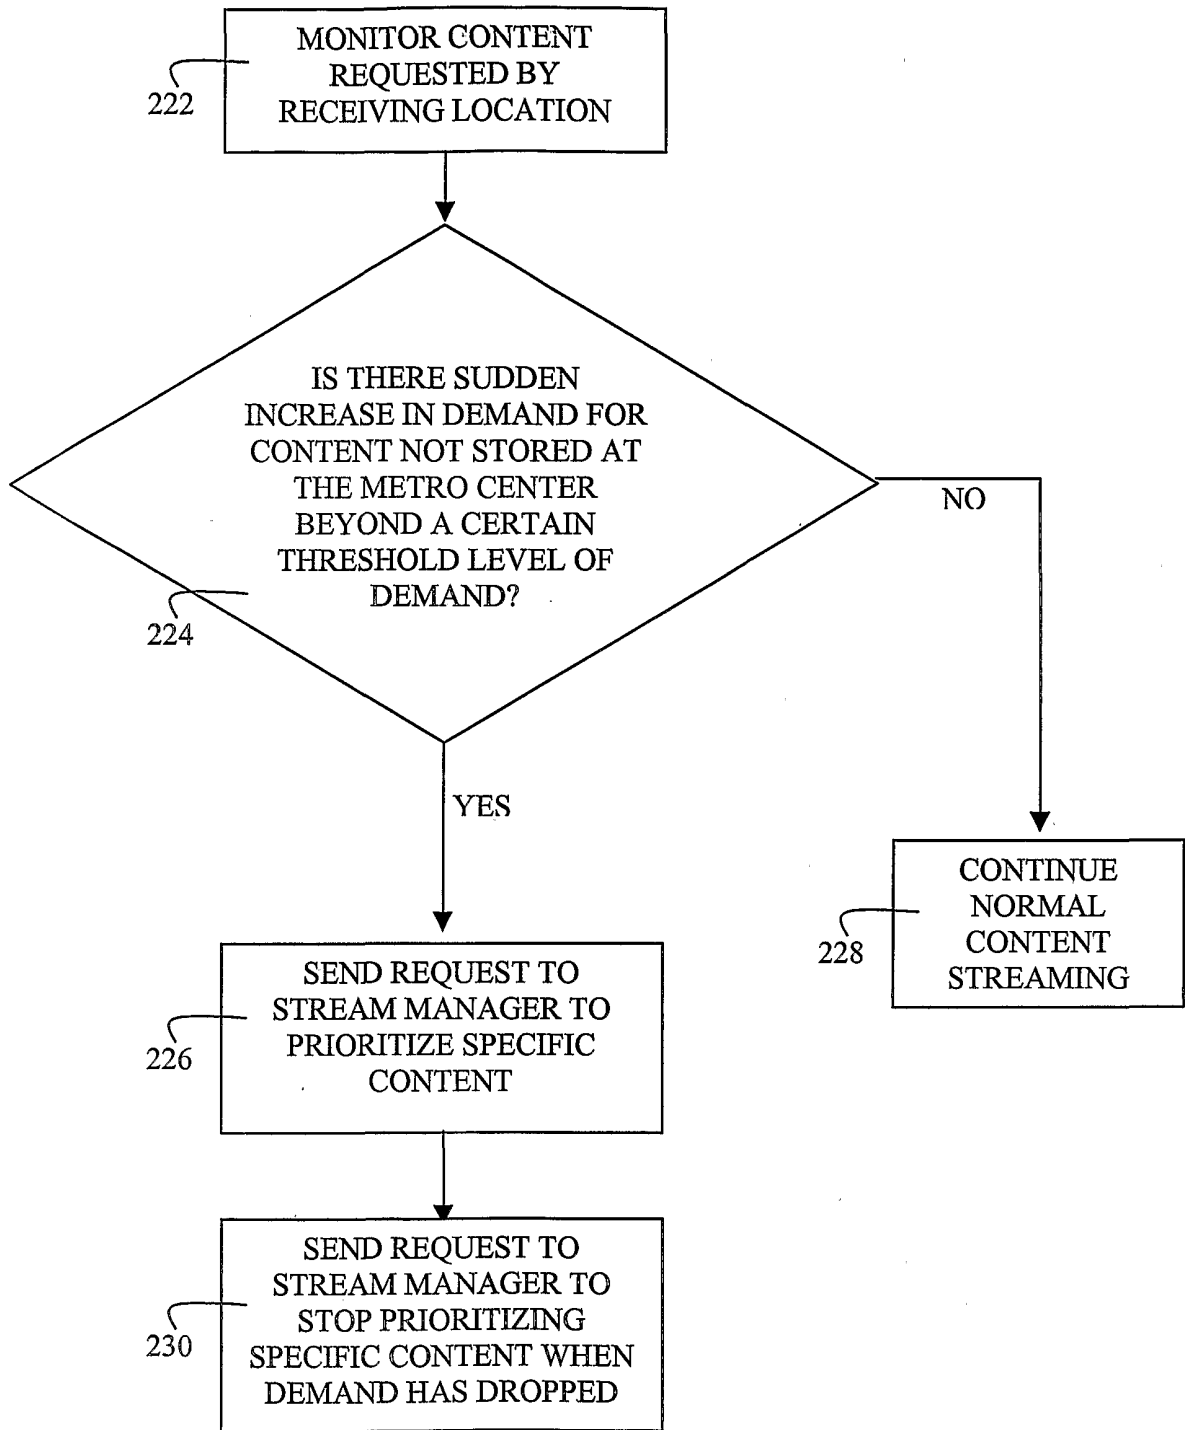 MONITOR CONTENT
REQUESTED BY
RECEIVING LOCATION
222
IS THERE SUDDEN
INCREASE IN DEMAND FOR
CONTENT NOT STORED AT
THE METRO CENTER
BEYOND A CERTAIN
THRESHOLD LEVEL OF
DEMAND?
224
NO
YES
CONTINUE
NORMAL
CONTENT
STREAMING
228
SEND REQUEST TO
STREAM MANAGER TO
PRIORITIZE SPECIFIC
CONTENT
226
SEND REQUEST TO
STREAM MANAGER TO
STOP PRIORITIZING
SPECIFIC CONTENT WHEN
DEMAND HAS DROPPED
230